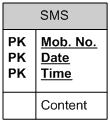 SMS
PK Mob. No.
PK Date
PK Time
Content